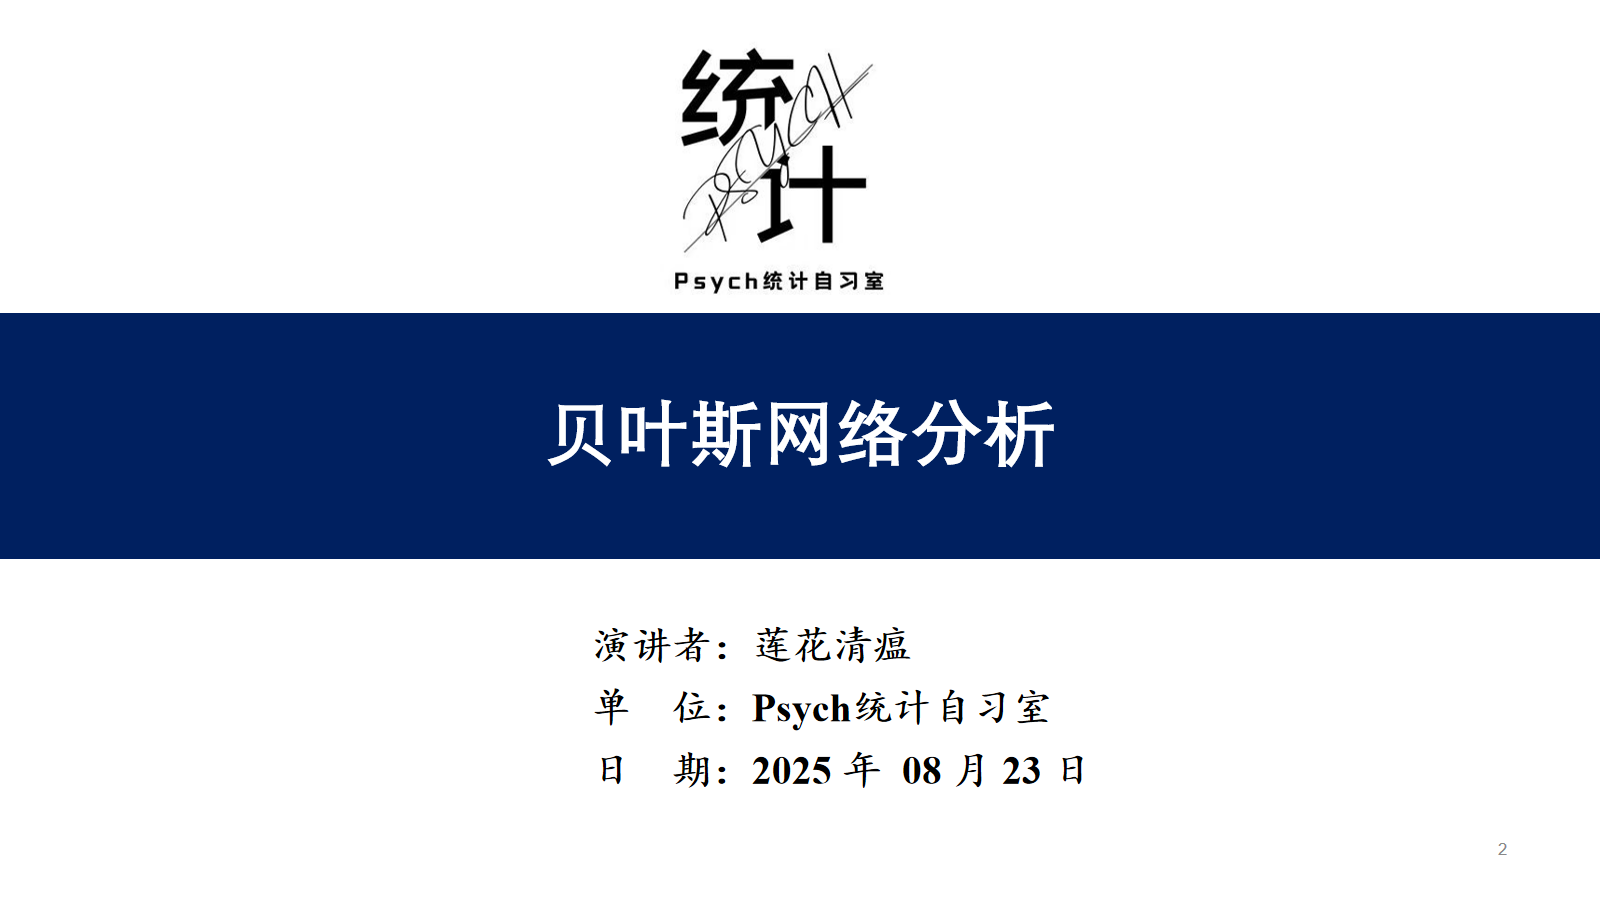 统计
PSYCH
Psych统计自习室
贝叶斯网络分析
演讲者：莲花清瘟
单 位：Psych统计自习室
日 期：2025 年 08 月 23 日
2